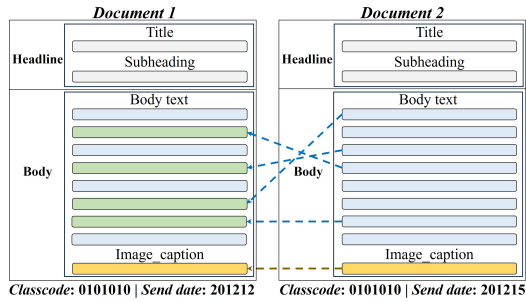 Document 1
Title
Headline
Subheading
Body text
Body
Image_caption
Classcode: 0101010 | Send date: 201212
Document 2
Title
Headline
Subheading
Body text
Body
Image_caption
Classcode: 0101010 | Send date: 201215